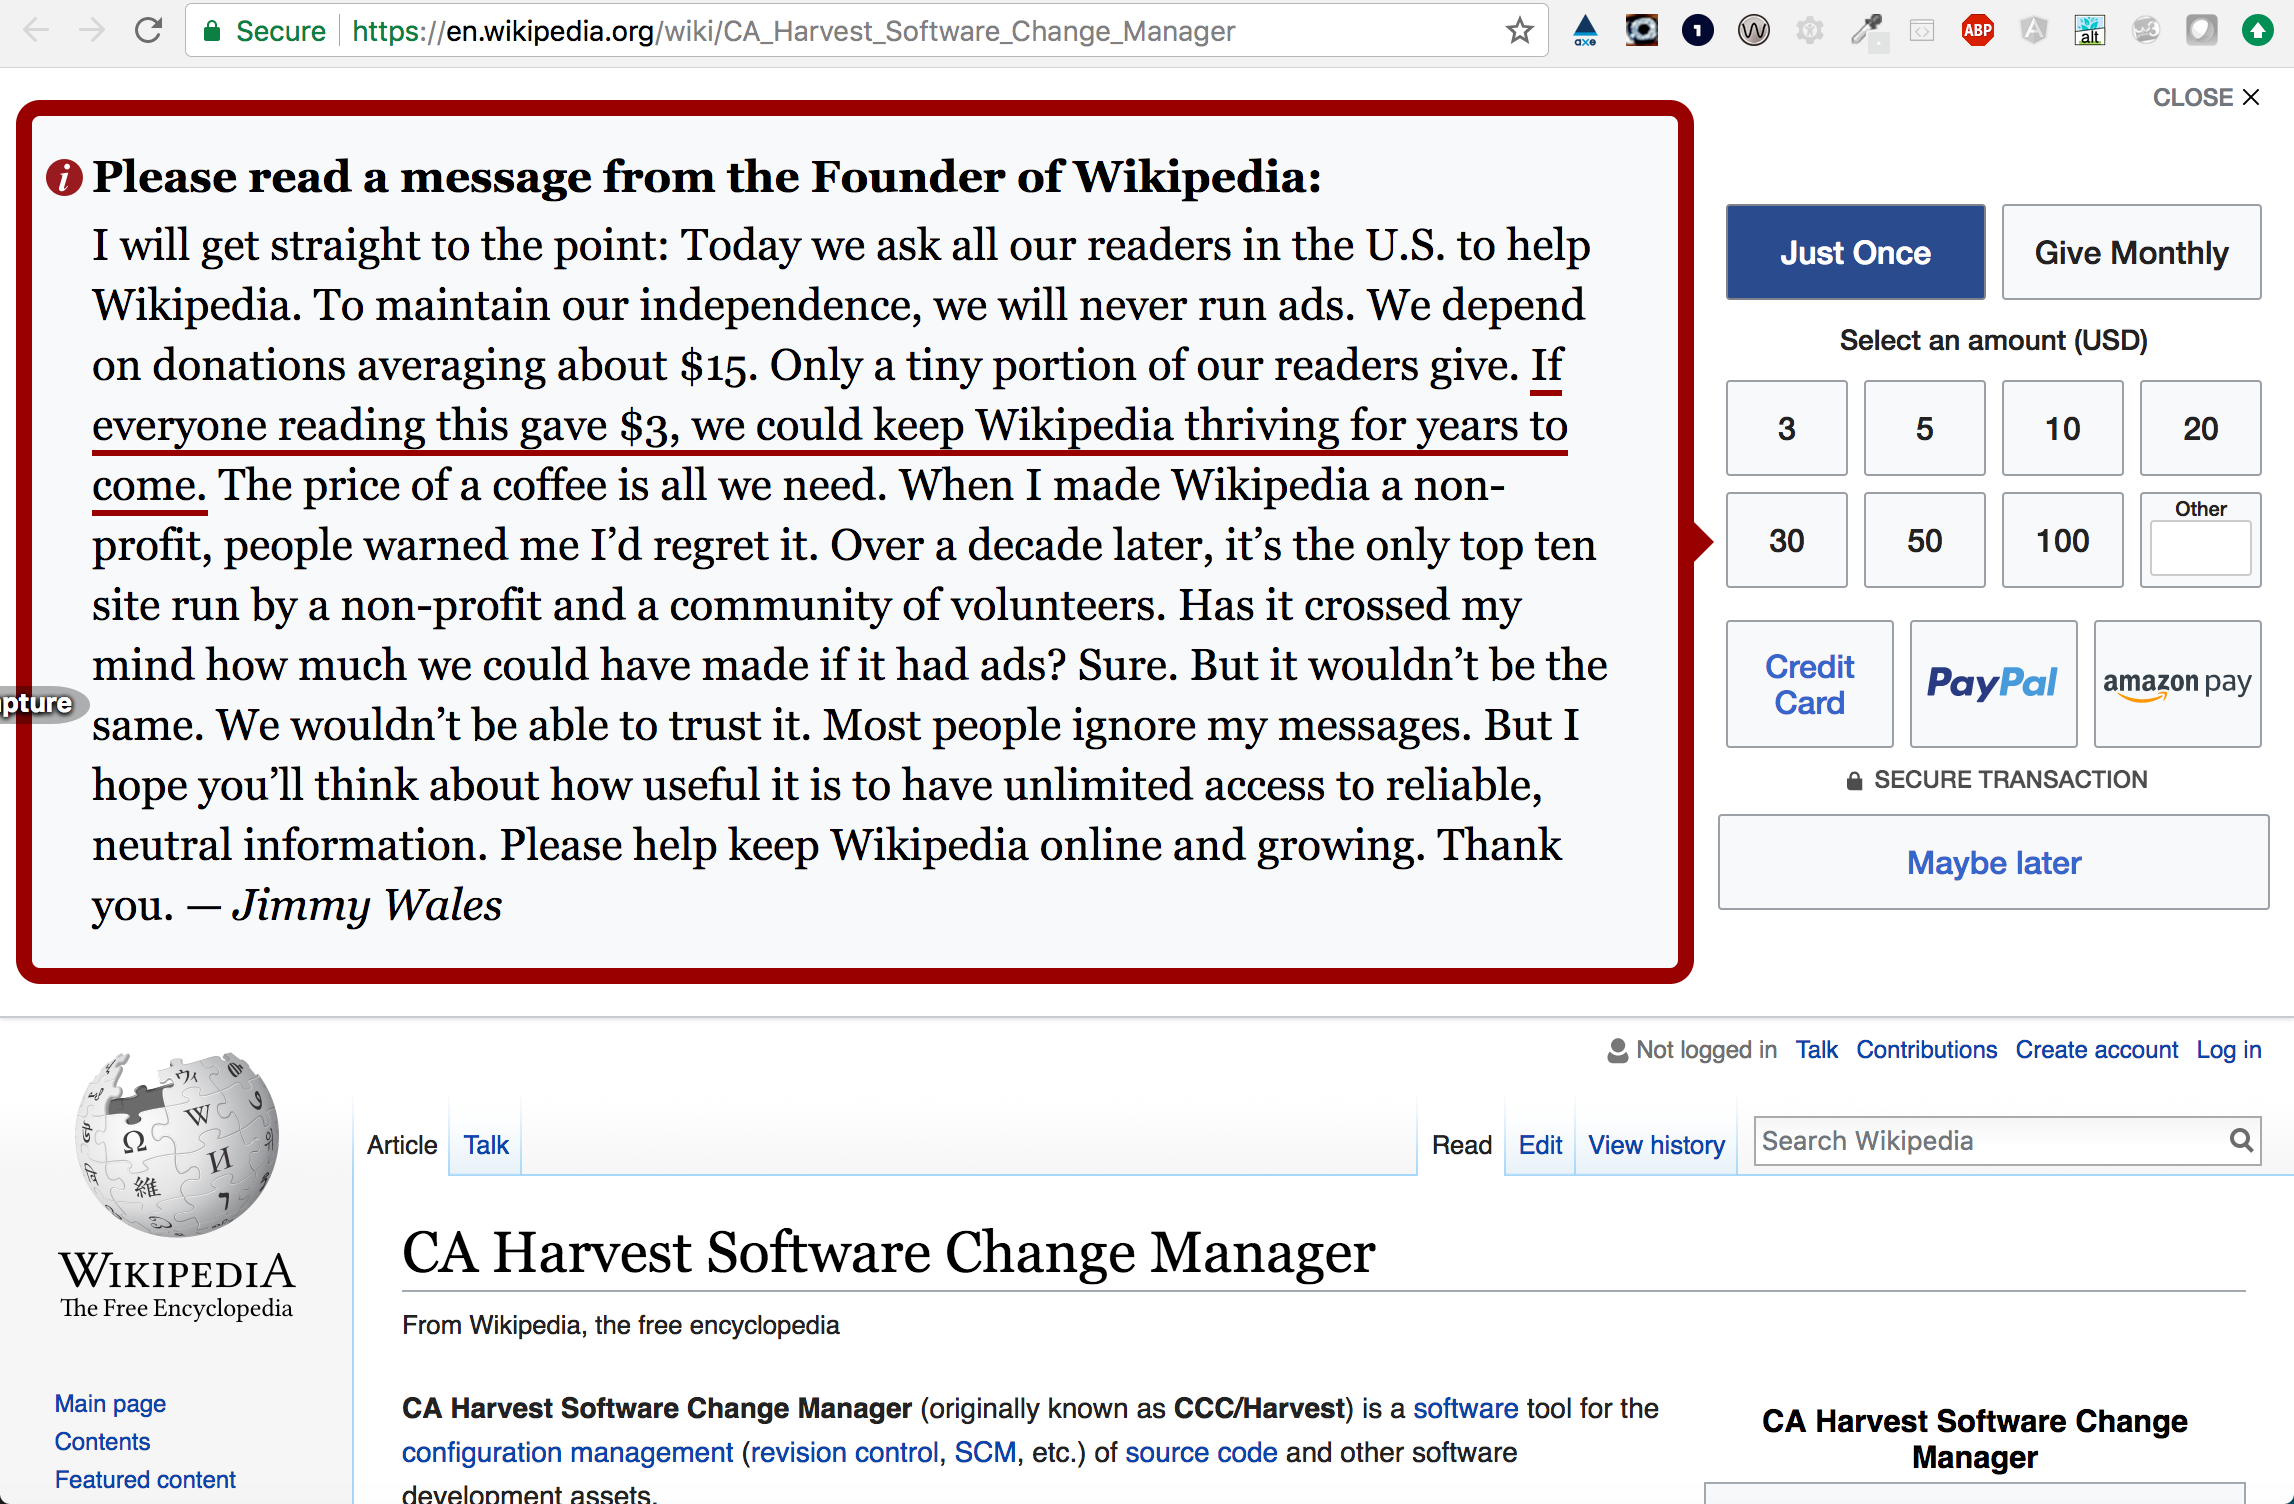 Secure https://en.wikipedia.org/wiki/CA_Harvest_Software_Change_Manager
axe
1
W
ABP
alt
CLOSE
Please read a message from the Founder of Wikipedia:
I will get straight to the point: Today we ask all our readers in the U.S. to help
Wikipedia. To maintain our independence, we will never run ads. We depend
on donations averaging about $15. Only a tiny portion of our readers give. If
everyone reading this gave $3, we could keep Wikipedia thriving for years to
come. The price of a coffee is all we need. When I made Wikipedia a non-
profit, people warned me I’d regret it. Over a decade later, it’s the only top ten
site run by a non-profit and a community of volunteers. Has it crossed my
mind how much we could have made if it had ads? Sure. But it wouldn’t be the
same. We wouldn’t be able to trust it. Most people ignore my messages. But I
hope you’ll think about how useful it is to have unlimited access to reliable,
neutral information. Please help keep Wikipedia online and growing. Thank
you. — Jimmy Wales
pture
Just Once
Give Monthly
Select an amount (USD)
3 5 10 20
30 50 100 Other
Credit
Card
PayPal
amazon pay
SECURE TRANSACTION
Maybe later
Not logged in Talk Contributions Create account Log in
Article Talk
Read Edit View history
Search Wikipedia
Ω W И 維 ウィ
WIKIPEDIA
The Free Encyclopedia
Main page
Contents
Featured content
CA Harvest Software Change Manager
From Wikipedia, the free encyclopedia
CA Harvest Software Change Manager (originally known as CCC/Harvest) is a software tool for the
configuration management (revision control, SCM, etc.) of source code and other software
development assets.
CA Harvest Software Change
Manager